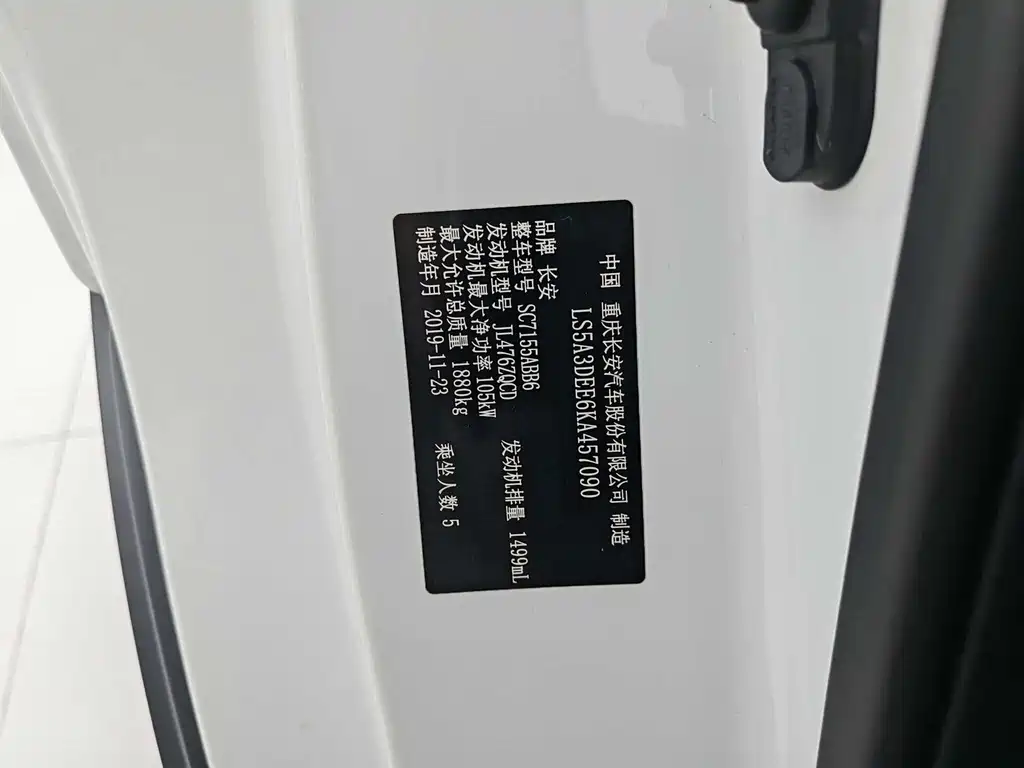 中国 重庆长安汽车股份有限公司 制造
LS5A3DEE6KA457090
品牌 长安
整车型号 SC7155ABB6
发动机型号 JL476ZQCD 发动机排量 1499mL
发动机最大净功率 105kW
最大允许总质量 1880kg 乘坐人数 5
制造年月 2019-11-23